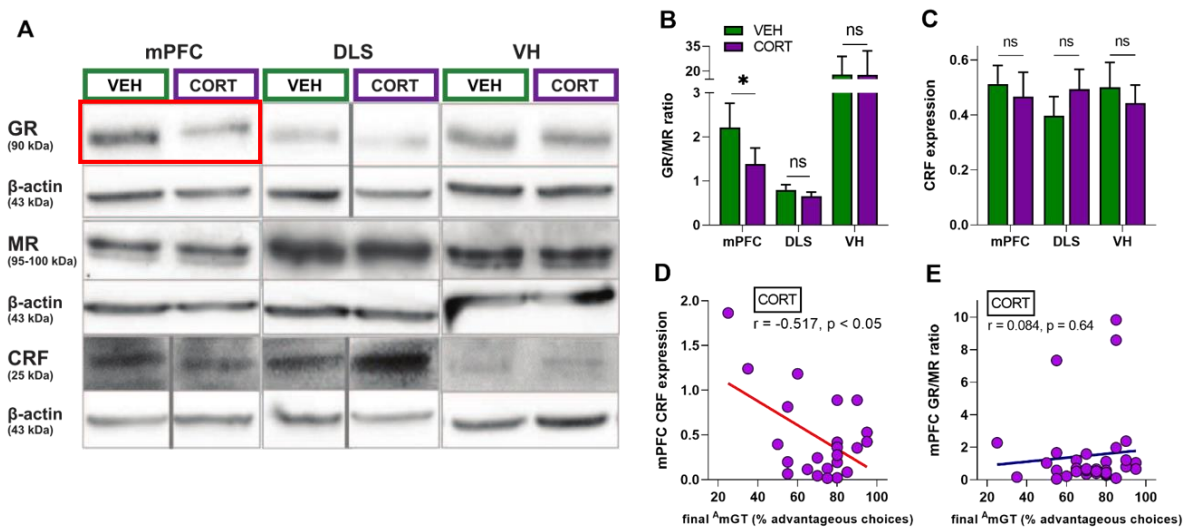 A
mPFC DLS VH
VEH CORT VEH CORT VEH CORT
GR
(90 kDa)
β-actin
(43 kDa)
MR
(95-100 kDa)
β-actin
(43 kDa)
CRF
(25 kDa)
β-actin
(43 kDa)
B
VEH
CORT
GR/MR ratio
35
20
3
2
1
0
* ns ns
mPFC DLS VH
C
CRF expression
0.6
0.4
0.2
0.0
ns ns ns
mPFC DLS VH
D
CORT
r = -0.517, p < 0.05
mPFC CRF expression
2.0
1.5
1.0
0.5
0.0
20 40 60 80 100
final AmGT (% advantageous choices)
E
CORT
r = 0.084, p = 0.64
mPFC GR/MR ratio
10
8
6
4
2
0
20 40 60 80 100
final AmGT (% advantageous choices)